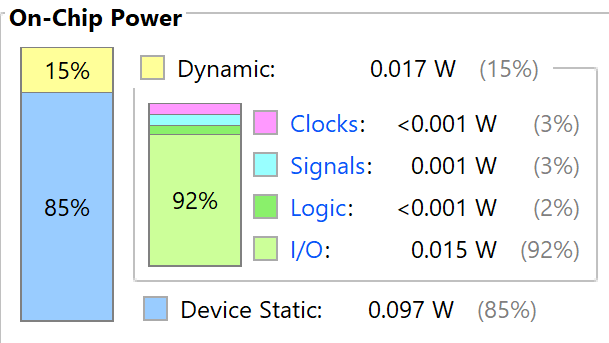 On-Chip Power
15%
85%
Dynamic: 0.017 W (15%)
92%
Clocks: <0.001 W (3%)
Signals: 0.001 W (3%)
Logic: <0.001 W (2%)
I/O: 0.015 W (92%)
Device Static: 0.097 W (85%)